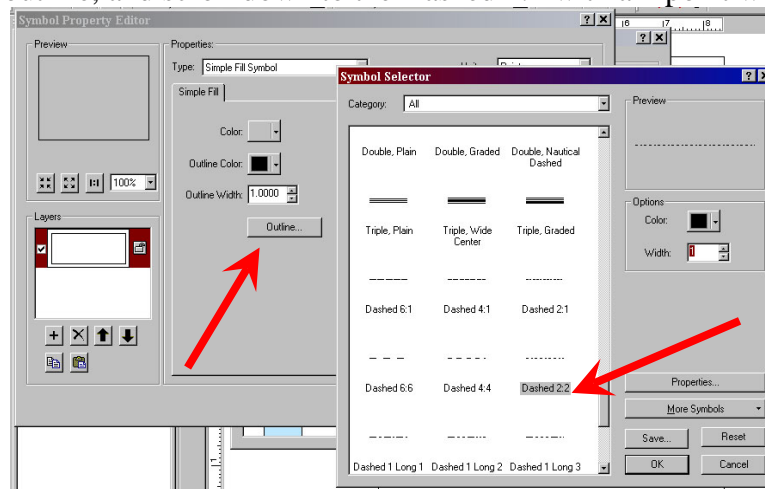 Symbol Property Editor
Preview
100%
Layers
Properties:
Type: Simple Fill Symbol
Simple Fill
Color:
Outline Color:
Outline Width: 1.0000
Outline...
16 17 18
Symbol Selector
Category: All
Double, Plain Double, Graded Double, Nautical Dashed
Triple, Plain Triple, Wide Center Triple, Graded
Dashed 6:1 Dashed 4:1 Dashed 2:1
Dashed 6:6 Dashed 4:4 Dashed 2:2
Dashed 1 Long 1 Dashed 1 Long 2 Dashed 1 Long 3
Preview
Options
Color:
Width: 1
Properties...
More Symbols
Save... Reset
OK Cancel